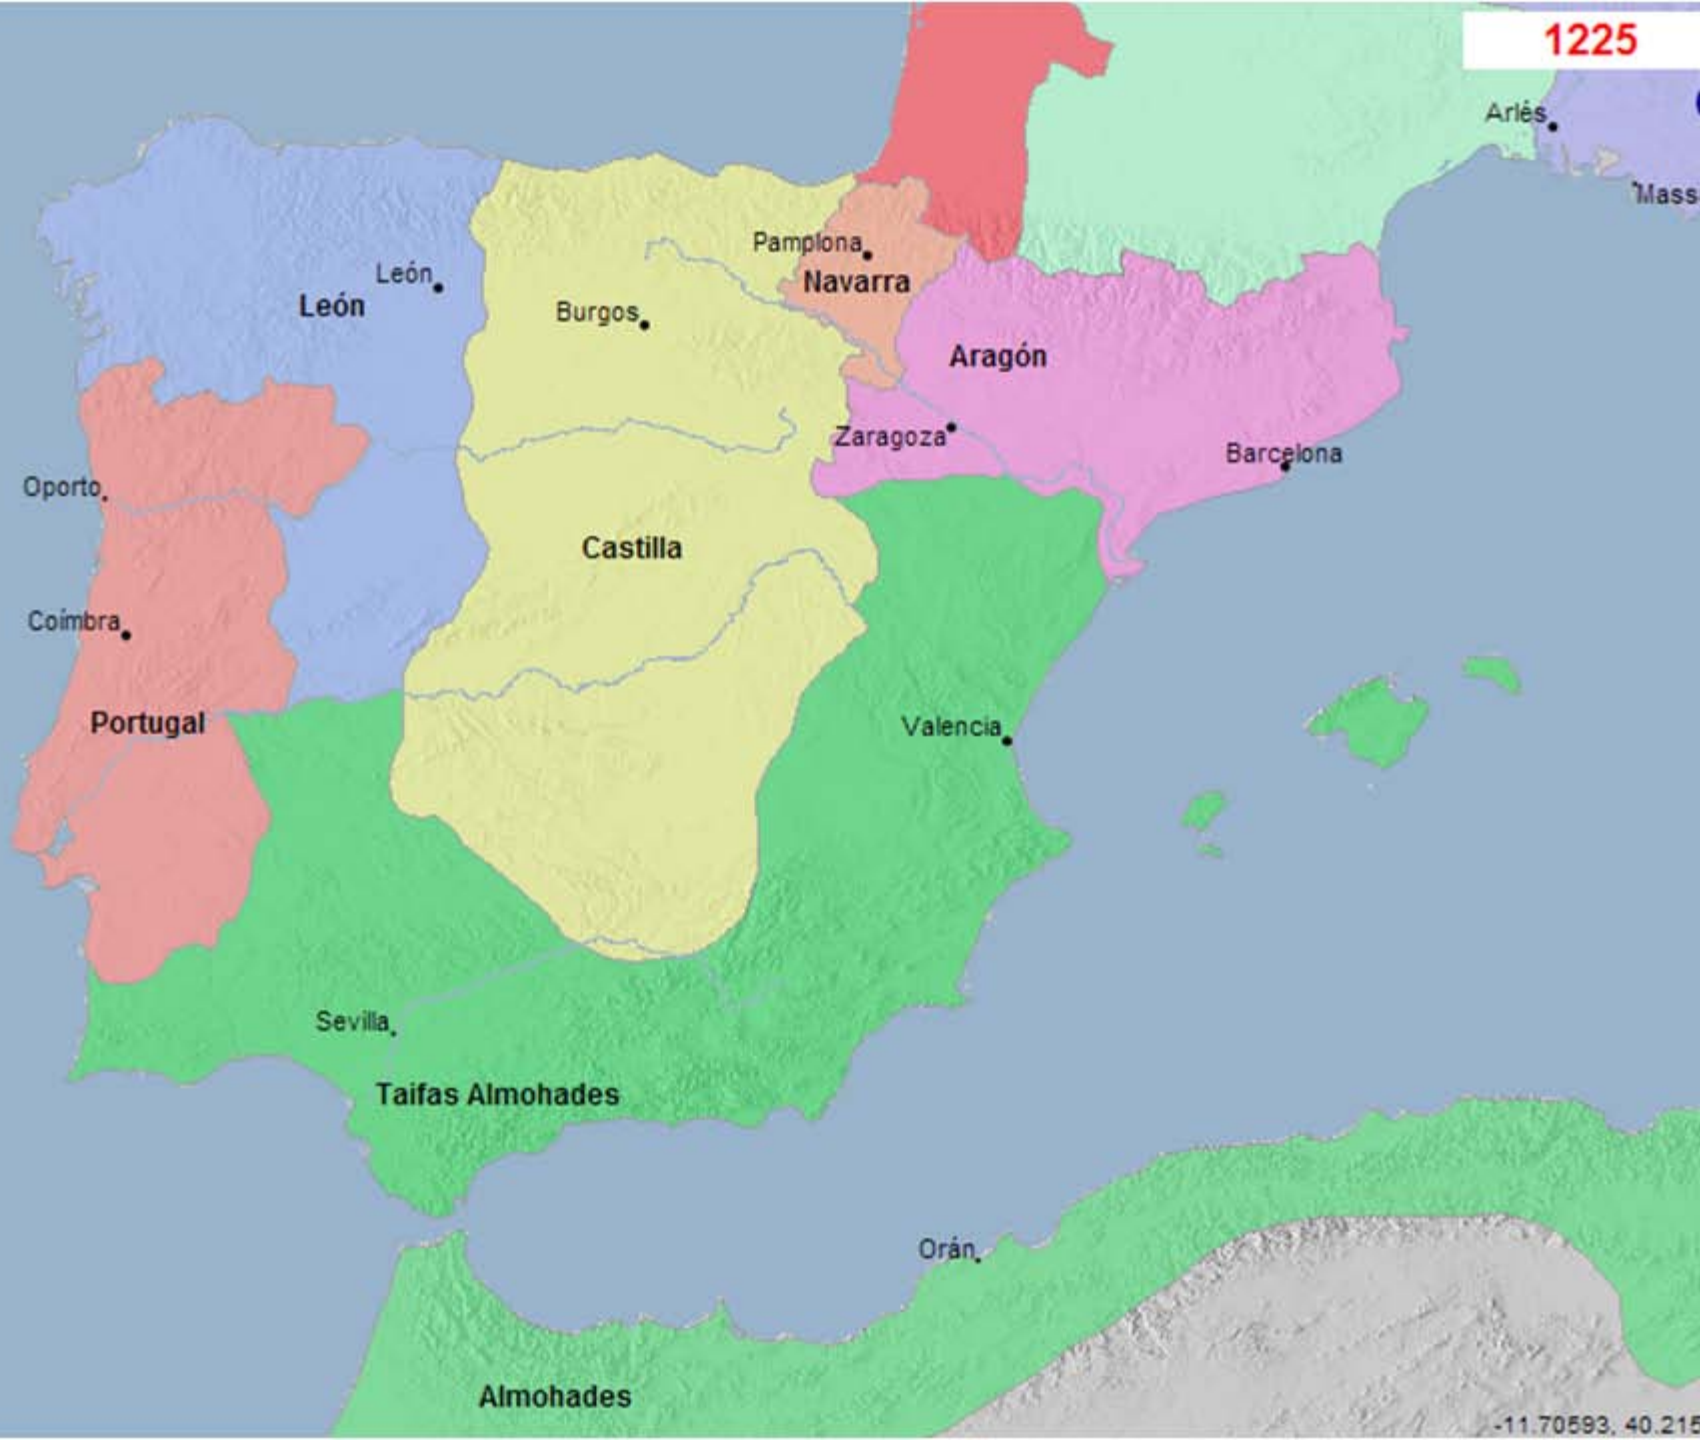 1225
Arlés
Mass
Pamplona
Navarra
León
León
Burgos
Aragón
Zaragoza
Barcelona
Oporto
Castilla
Coímbra
Portugal
Valencia
Sevilla
Taifas Almohades
Orán
Almohades
-11.70593, 40.215